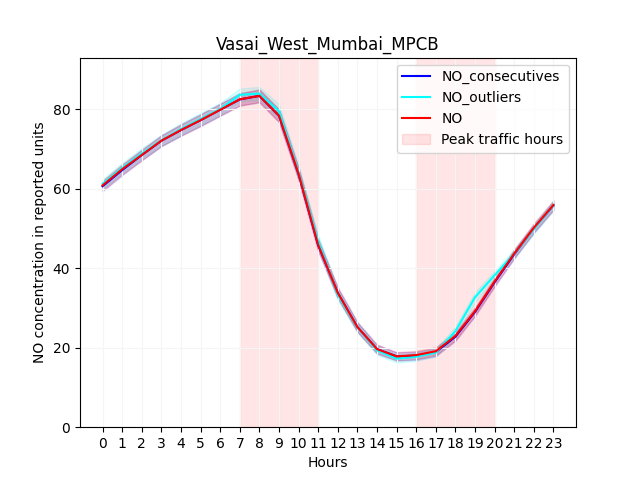 Vasai_West_Mumbai_MPCB
NO_consecutives
NO_outliers
NO
Peak traffic hours
NO concentration in reported units
80
60
40
20
0
0 1 2 3 4 5 6 7 8 9 10 11 12 13 14 15 16 17 18 19 20 21 22 23
Hours